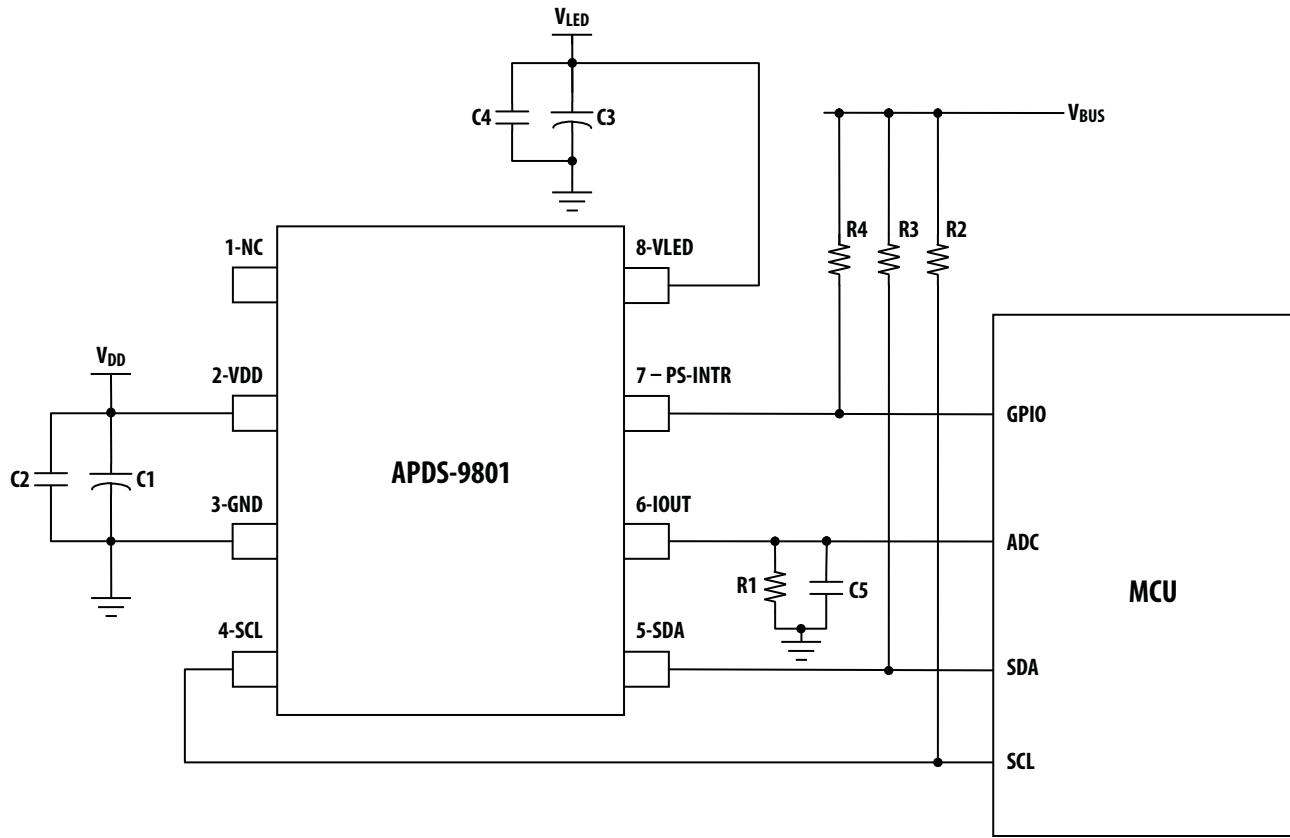 VLED
C4
C3
VBUS
R4
R3
R2
1-NC
8-VLED
VDD
2-VDD
7–PS-INTR
GPIO
C2
C1
APDS-9801
3-GND
6-IOUT
ADC
R1
C5
MCU
4-SCL
5-SDA
SDA
SCL